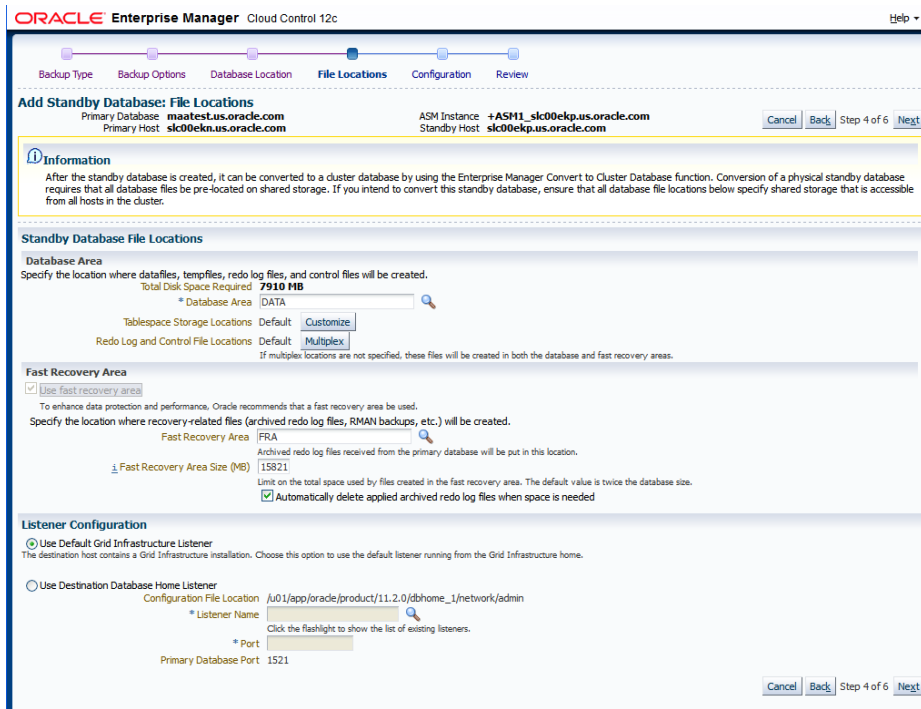 ORACLE Enterprise Manager Cloud Control 12c Help
Backup Type Backup Options Database Location File Locations Configuration Review
Add Standby Database: File Locations
Primary Database maatest.us.oracle.com ASM Instance +ASM1_slc00ekp.us.oracle.com
Primary Host slc00ekn.us.oracle.com Standby Host slc00ekp.us.oracle.com
Cancel Back Step 4 of 6 Next
Information
After the standby database is created, it can be converted to a cluster database by using the Enterprise Manager Convert to Cluster Database function. Conversion of a physical standby database
requires that all database files be pre-located on shared storage. If you intend to convert this standby database, ensure that all database file locations below specify shared storage that is accessible
from all hosts in the cluster.
Standby Database File Locations
Database Area
Specify the location where datafiles, tempfiles, redo log files, and control files will be created.
Total Disk Space Required 7910 MB
* Database Area DATA
Tablespace Storage Locations Default Customize
Redo Log and Control File Locations Default Multiplex
If multiplex locations are not specified, these files will be created in both the database and fast recovery areas.
Fast Recovery Area
Use fast recovery area
To enhance data protection and performance, Oracle recommends that a fast recovery area be used.
Specify the location where recovery-related files (archived redo log files, RMAN backups, etc.) will be created.
Fast Recovery Area FRA
Archived redo log files received from the primary database will be put in this location.
i Fast Recovery Area Size (MB) 15821
Limit on the total space used by files created in the fast recovery area. The default value is twice the database size.
Automatically delete applied archived redo log files when space is needed
Listener Configuration
Use Default Grid Infrastructure Listener
The destination host contains a Grid Infrastructure installation. Choose this option to use the default listener running from the Grid Infrastructure home.
Use Destination Database Home Listener
Configuration File Location /u01/app/oracle/product/11.2.0/dbhome_1/network/admin
* Listener Name
Click the flashlight to show the list of existing listeners.
* Port
Primary Database Port 1521
Cancel Back Step 4 of 6 Next